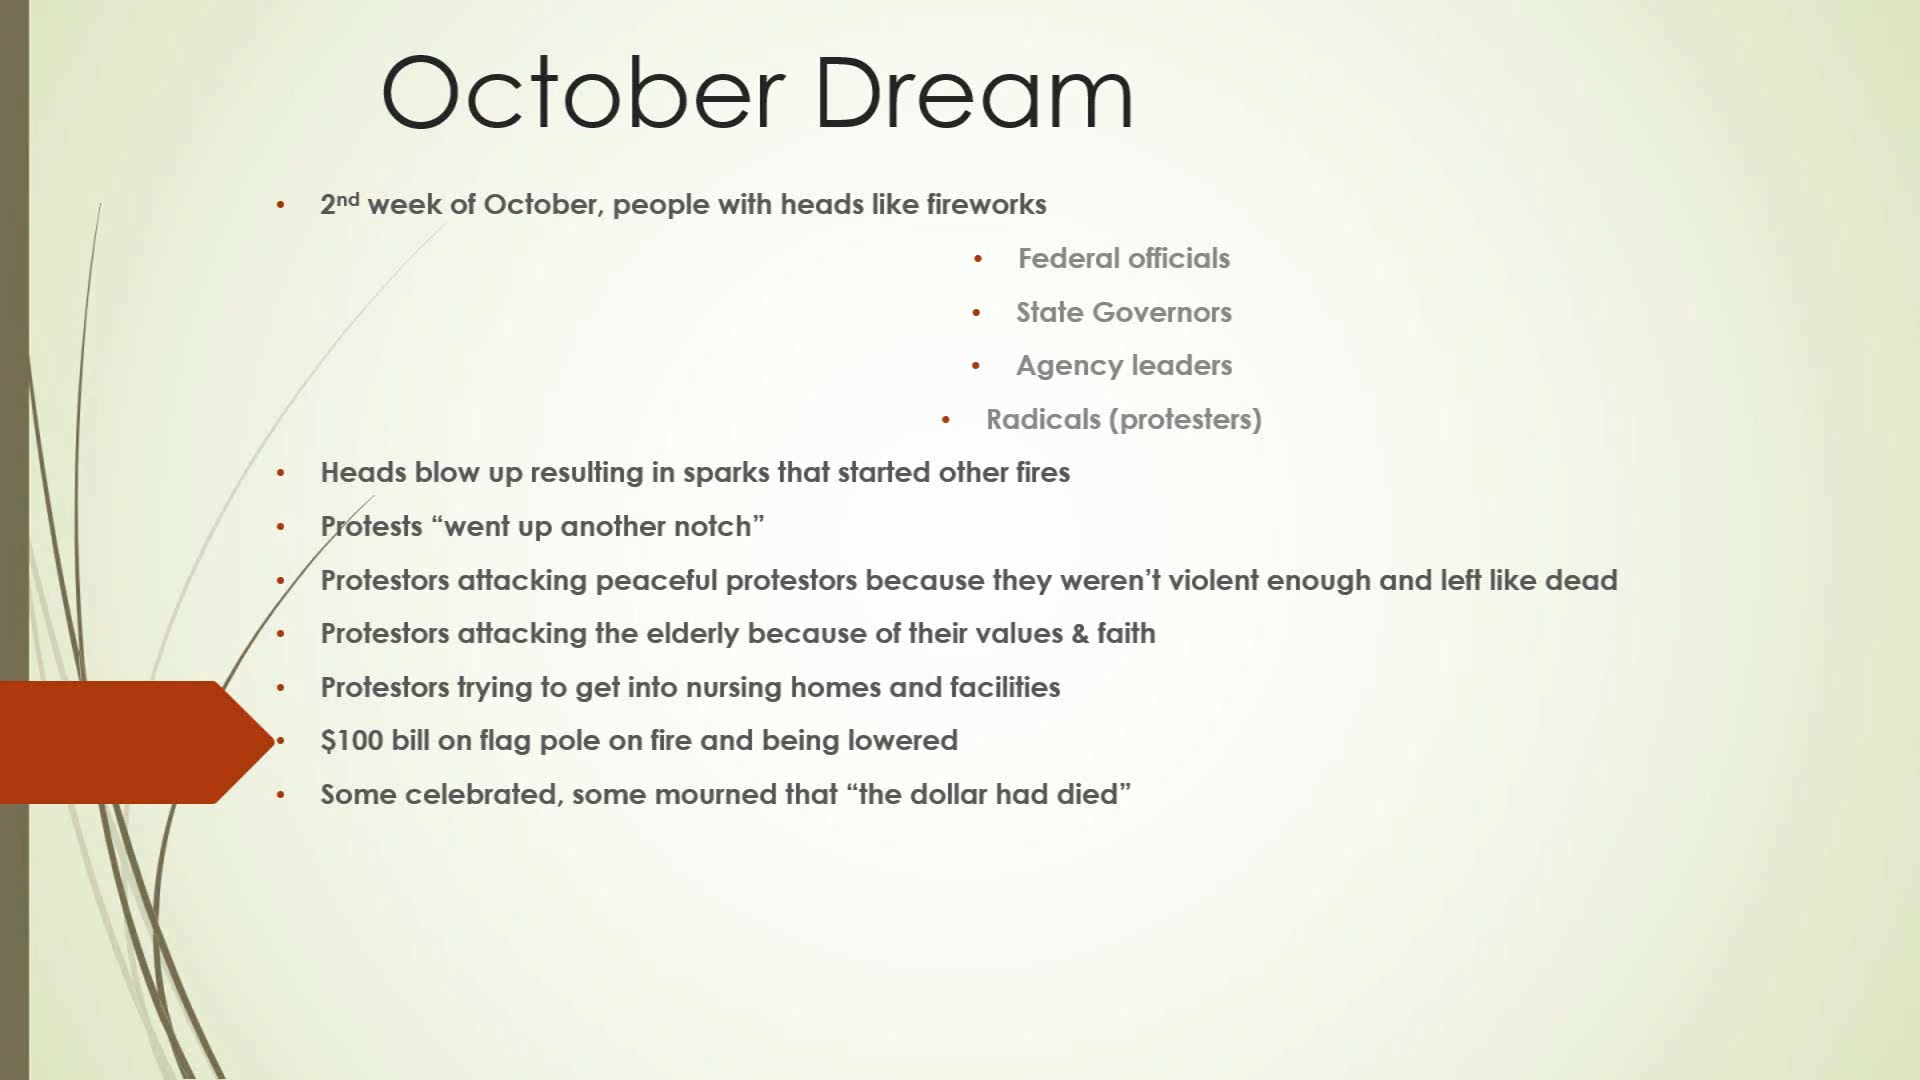 October Dream
• 2nd week of October, people with heads like fireworks
• Federal officials
• State Governors
• Agency leaders
• Radicals (protesters)
• Heads blow up resulting in sparks that started other fires
• Protests “went up another notch”
• Protestors attacking peaceful protestors because they weren’t violent enough and left like dead
• Protestors attacking the elderly because of their values & faith
• Protestors trying to get into nursing homes and facilities
• $100 bill on flag pole on fire and being lowered
• Some celebrated, some mourned that “the dollar had died”